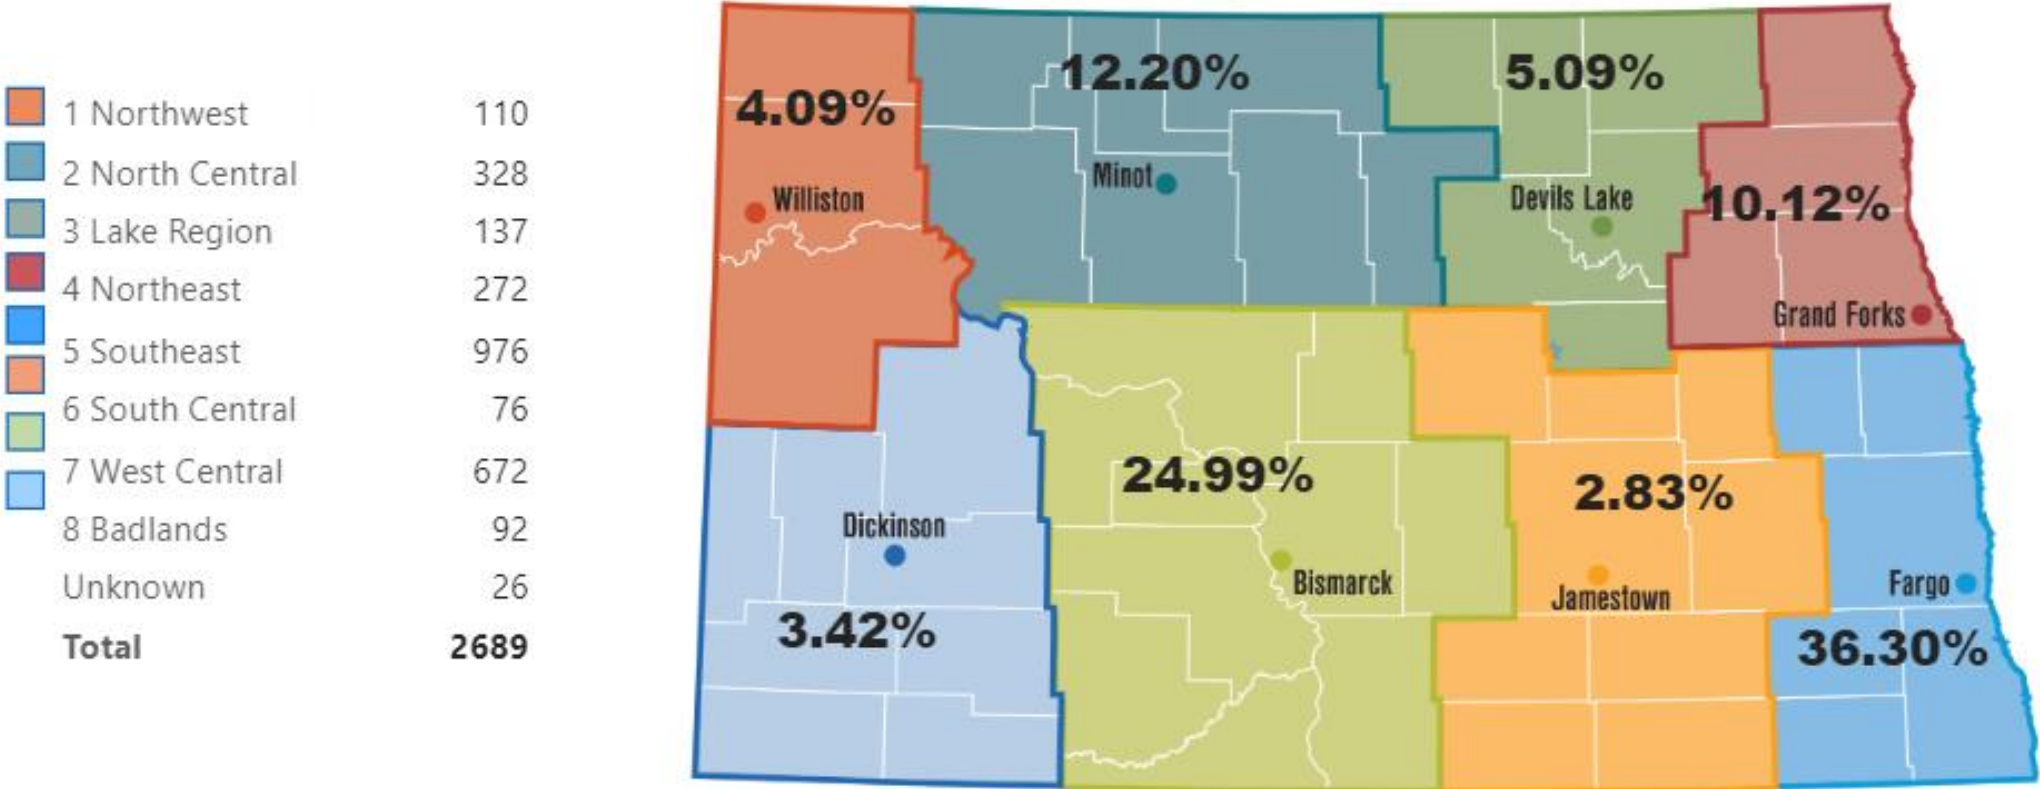 1 Northwest 110
2 North Central 328
3 Lake Region 137
4 Northeast 272
5 Southeast 976
6 South Central 76
7 West Central 672
8 Badlands 92
Unknown 26
Total 2689
12.20%
5.09%
4.09%
Minot
Williston
Devils Lake
10.12%
Grand Forks
24.99%
2.83%
Dickinson
Bismarck
Jamestown
Fargo
3.42%
36.30%